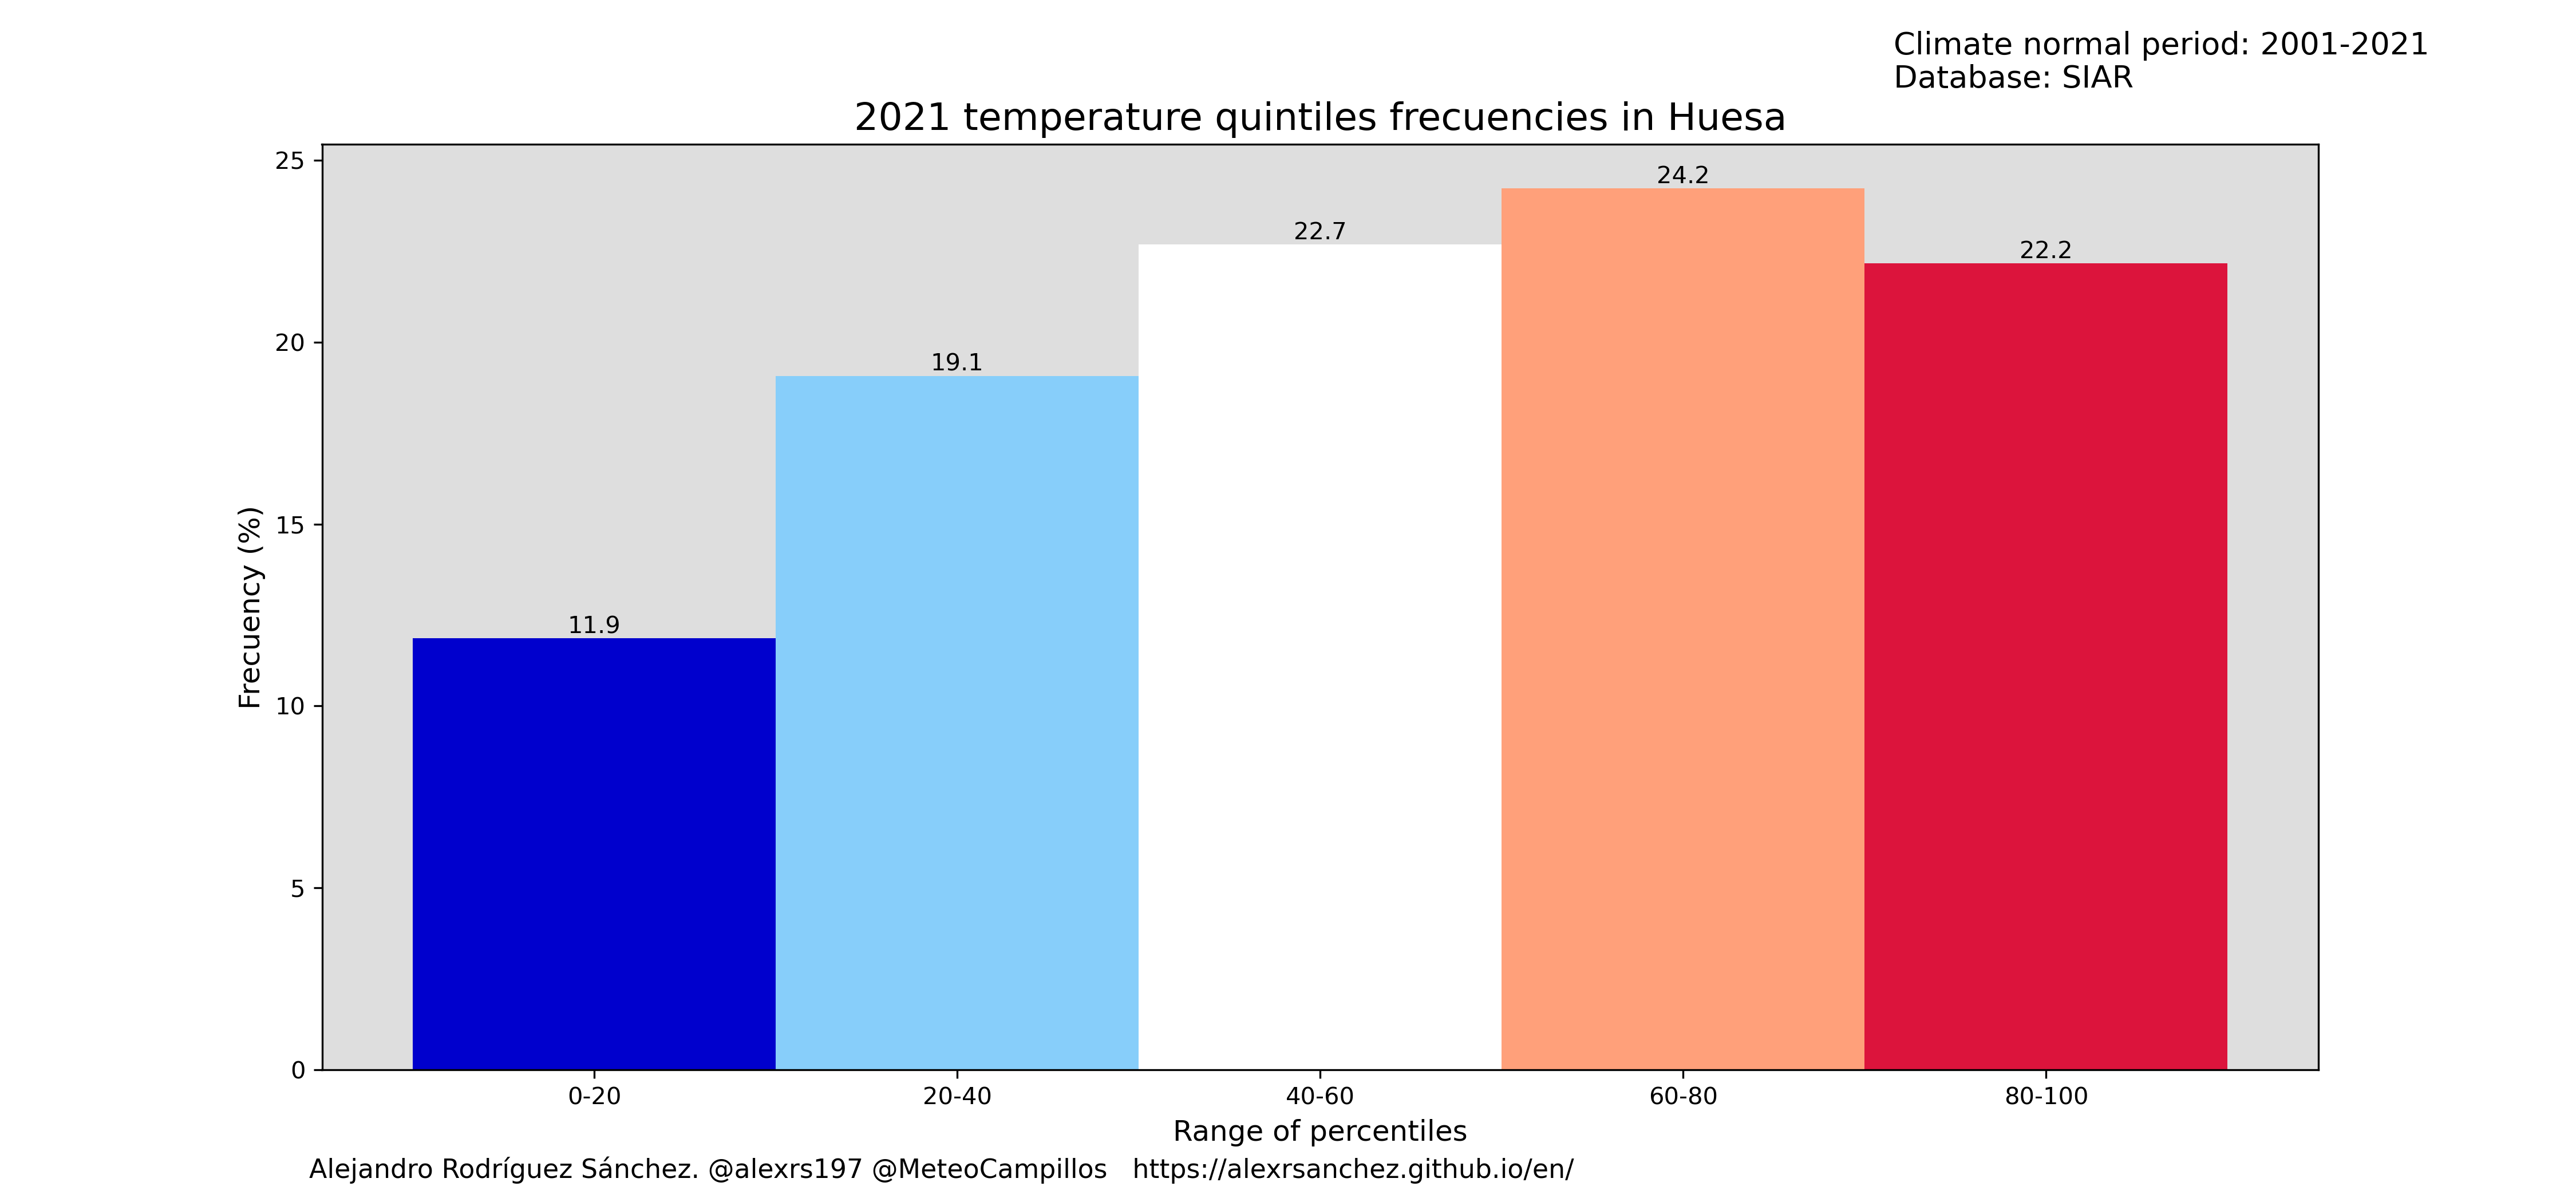 Climate normal period: 2001-2021
Database: SIAR
2021 temperature quintiles frecuencies in Huesa
25
20
15
10
5
0
Frecuency (%)
11.9
19.1
22.7
24.2
22.2
0-20
20-40
40-60
60-80
80-100
Range of percentiles
Alejandro Rodríguez Sánchez. @alexrs197 @MeteoCampillos   https://alexrsanchez.github.io/en/